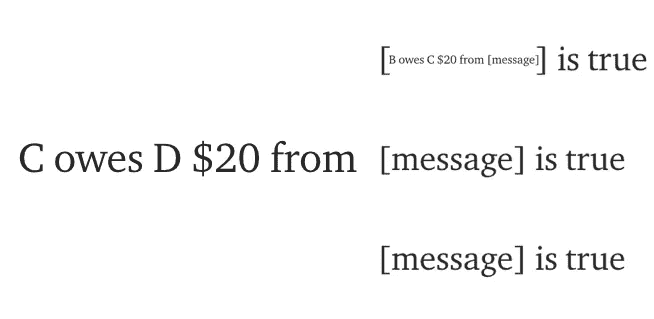 [B owes C $20 from [message]] is true
C owes D $20 from [message] is true
[message] is true